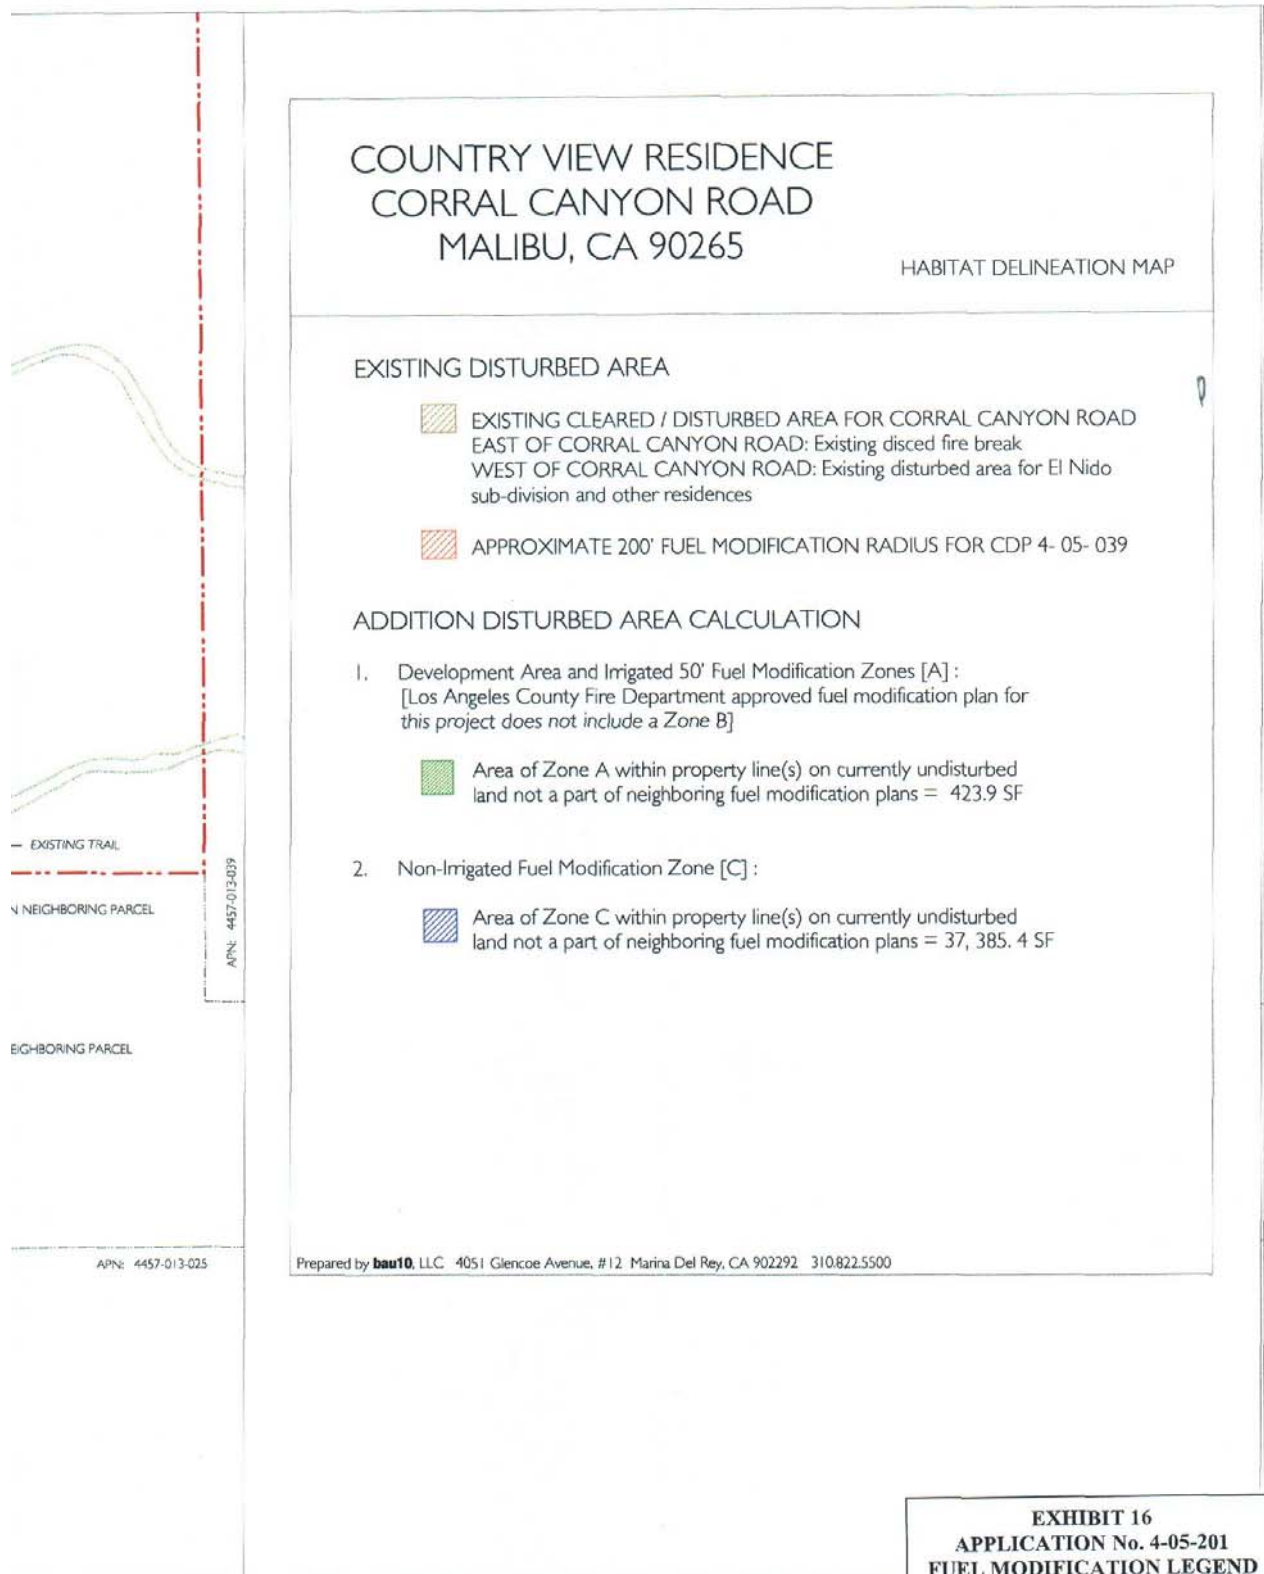 COUNTRY VIEW RESIDENCE
CORRAL CANYON ROAD
MALIBU, CA 90265
HABITAT DELINEATION MAP
EXISTING DISTURBED AREA
EXISTING CLEARED / DISTURBED AREA FOR CORRAL CANYON ROAD
EAST OF CORRAL CANYON ROAD: Existing disced fire break
WEST OF CORRAL CANYON ROAD: Existing disturbed area for El Nido
sub-division and other residences
APPROXIMATE 200' FUEL MODIFICATION RADIUS FOR CDP 4- 05- 039
ADDITION DISTURBED AREA CALCULATION
1. Development Area and Irrigated 50' Fuel Modification Zones [A] :
[Los Angeles County Fire Department approved fuel modification plan for
this project does not include a Zone B]
Area of Zone A within property line(s) on currently undisturbed
land not a part of neighboring fuel modification plans = 423.9 SF
2. Non-Irrigated Fuel Modification Zone [C] :
Area of Zone C within property line(s) on currently undisturbed
land not a part of neighboring fuel modification plans = 37, 385. 4 SF
EXISTING TRAIL
NEIGHBORING PARCEL
APN: 4457-013-039
EIGHBORING PARCEL
APN: 4457-013-025
Prepared by bau10, LLC 4051 Glencoe Avenue, #12 Marina Del Rey, CA 902292 310.822.5500
EXHIBIT 16
APPLICATION No. 4-05-201
FUEL MODIFICATION LEGEND